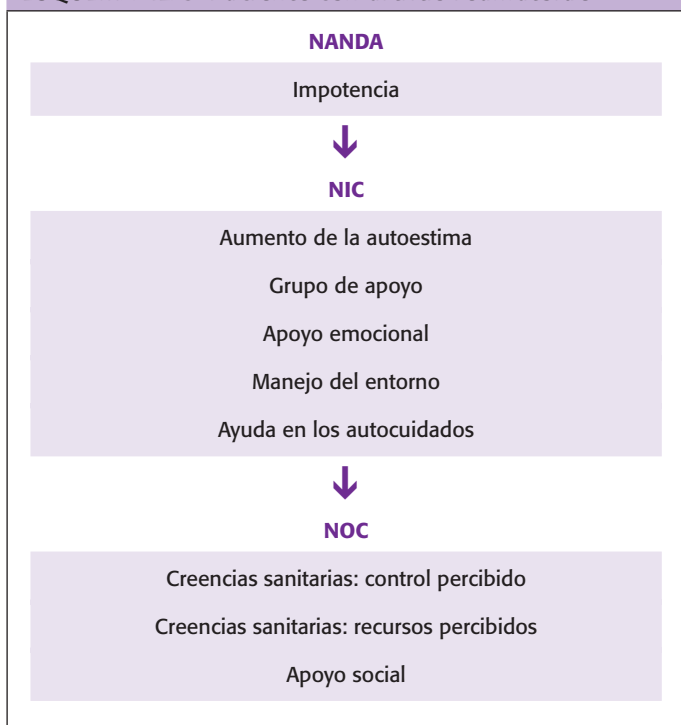 NANDA
Impotencia
NIC
Aumento de la autoestima
Grupo de apoyo
Apoyo emocional
Manejo del entorno
Ayuda en los autocuidados
NOC
Creencias sanitarias: control percibido
Creencias sanitarias: recursos percibidos
Apoyo social